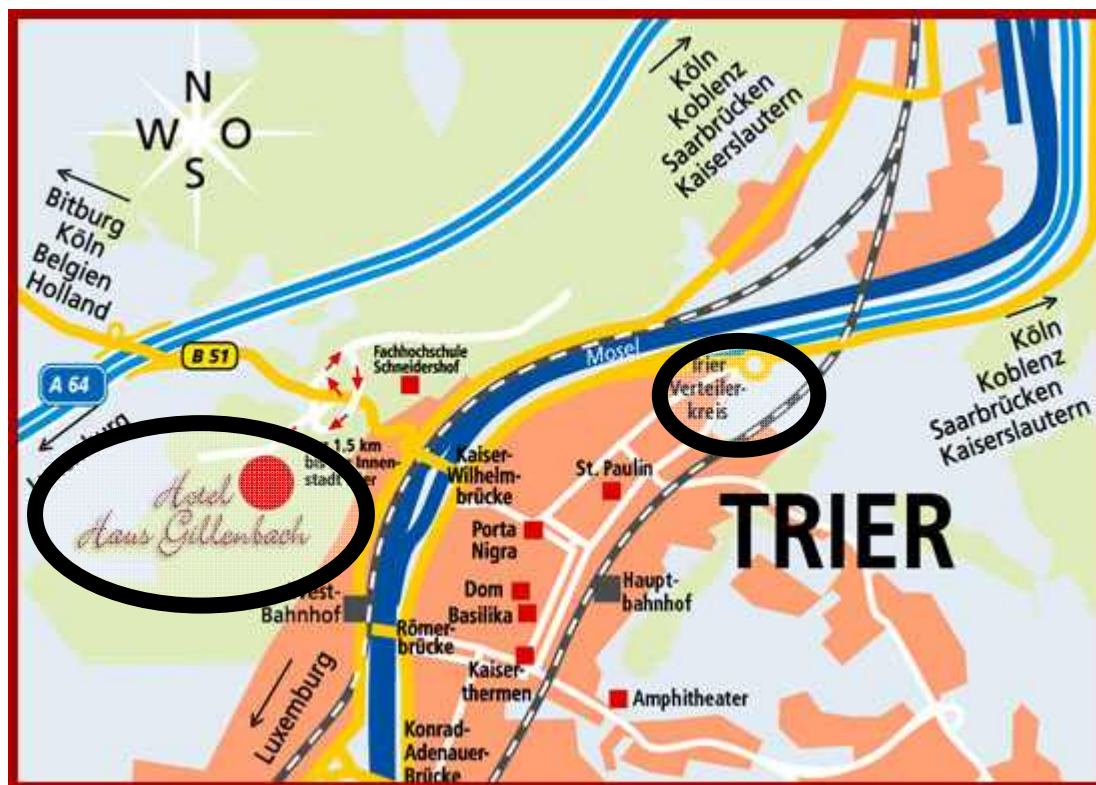 N
W O
S
Köln
Koblenz
Saarbrücken
Kaiserslautern
Bitburg
Köln
Belgien
Holland
B 51
A 64
Fachhochschule
Schneidershof
Mosel
Trier
Verteiler-
kreis
Köln
Koblenz
Saarbrücken
Kaiserslautern
1.5 km
Innen-
stadt
Hotel
Haus Gillenbach
Kaiser-
Wilhelm-
brücke
St. Paulin
TRIER
Porta
Nigra
Dom
Basilika
Haupt-
bahnhof
West-
Bahnhof
Römer-
brücke
Kaiser-
thermen
Amphitheater
Luxemburg
Konrad-
Adenauer-
Brücke